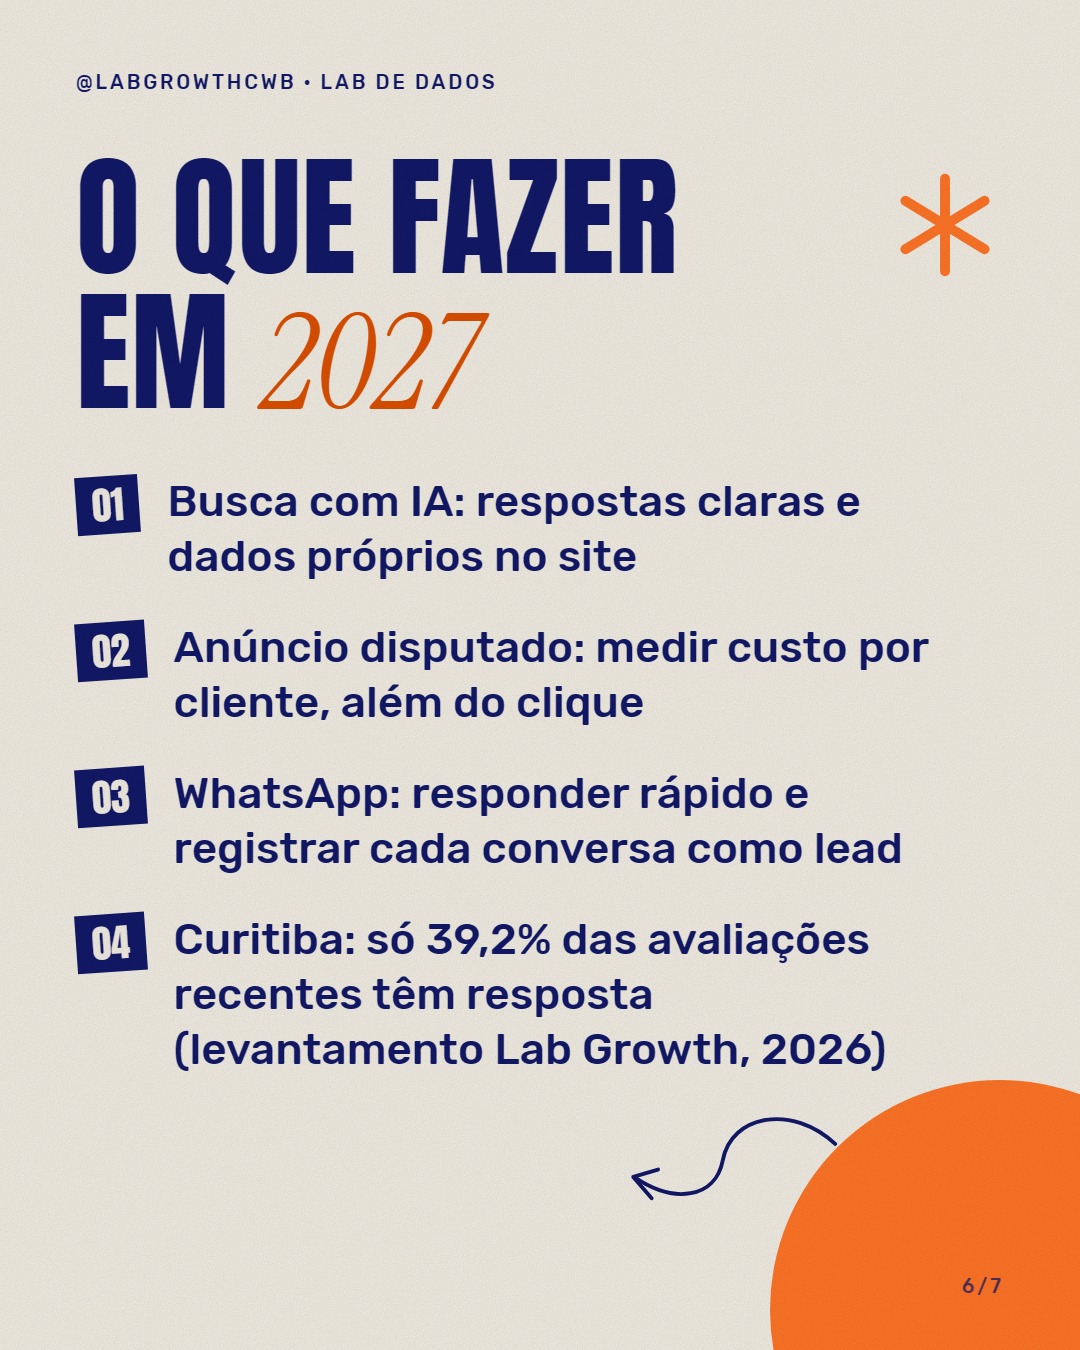 @LABGROWTHCWB • LAB DE DADOS
O QUE FAZER
EM 2027
01 Busca com IA: respostas claras e
dados próprios no site
02 Anúncio disputado: medir custo por
cliente, além do clique
03 WhatsApp: responder rápido e
registrar cada conversa como lead
04 Curitiba: só 39,2% das avaliações
recentes têm resposta
(levantamento Lab Growth, 2026)
6/7